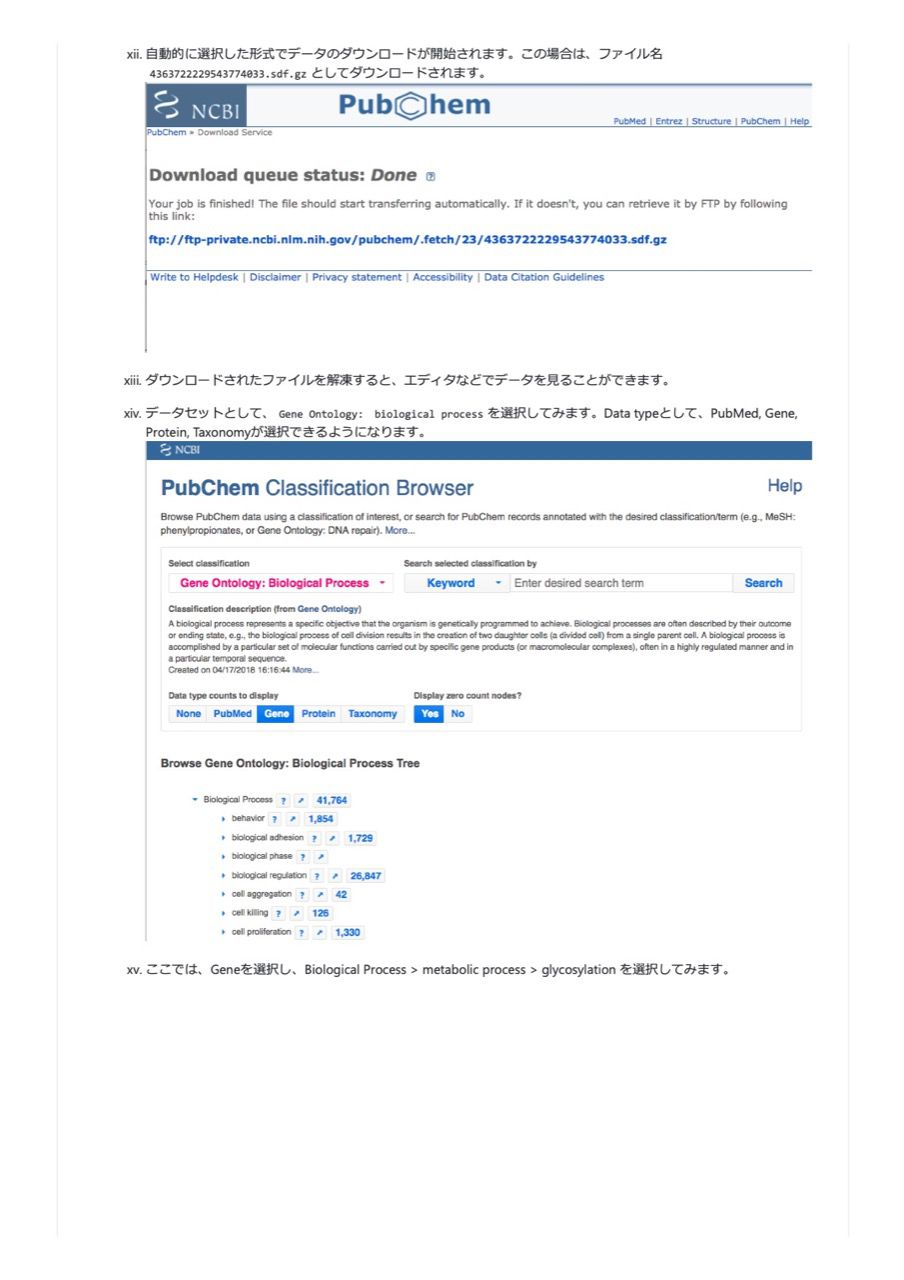 xii. 自動的に選択した形式でデータのダウンロードが開始されます。この場合は、ファイル名
4363722229543774033.sdf.gz としてダウンロードされます。
NCBI
PubChem
PubMed | Entrez | Structure | PubChem | Help
PubChem » Download Service
Download queue status: Done ?
Your job is finished! The file should start transferring automatically. If it doesn't, you can retrieve it by FTP by following
this link:
ftp://ftp-private.ncbi.nlm.nih.gov/pubchem/.fetch/23/4363722229543774033.sdf.gz
Write to Helpdesk | Disclaimer | Privacy statement | Accessibility | Data Citation Guidelines
xiii. ダウンロードされたファイルを解凍すると、エディタなどでデータを見ることができます。
xiv. データセットとして、 Gene Ontology: biological process を選択してみます。Data typeとして、PubMed, Gene,
Protein, Taxonomyが選択できるようになります。
NCBI
PubChem Classification Browser
Help
Browse PubChem data using a classification of interest, or search for PubChem records annotated with the desired classification/term (e.g., MeSH:
phenylpropionates, or Gene Ontology: DNA repair). More...
Select classification
Search selected classification by
Gene Ontology: Biological Process
Keyword
Enter desired search term
Search
Classification description (from Gene Ontology)
A biological process represents a specific objective that the organism is genetically programmed to achieve. Biological processes are often described by their outcome
or ending state, e.g., the biological process of cell division results in the creation of two daughter cells (a divided cell) from a single parent cell. A biological process is
accomplished by a particular set of molecular functions carried out by specific gene products (or macromolecular complexes), often in a highly regulated manner and in
a particular temporal sequence.
Created on 04/17/2018 16:16:44 More...
Data type counts to display
Display zero count nodes?
None PubMed Gene Protein Taxonomy
Yes No
Browse Gene Ontology: Biological Process Tree
Biological Process ? 41,764
behavior ? 1,854
biological adhesion ? 1,729
biological phase ?
biological regulation ? 26,847
cell aggregation ? 42
cell killing ? 126
cell proliferation ? 1,330
xv. ここでは、Geneを選択し、Biological Process > metabolic process > glycosylation を選択してみます。